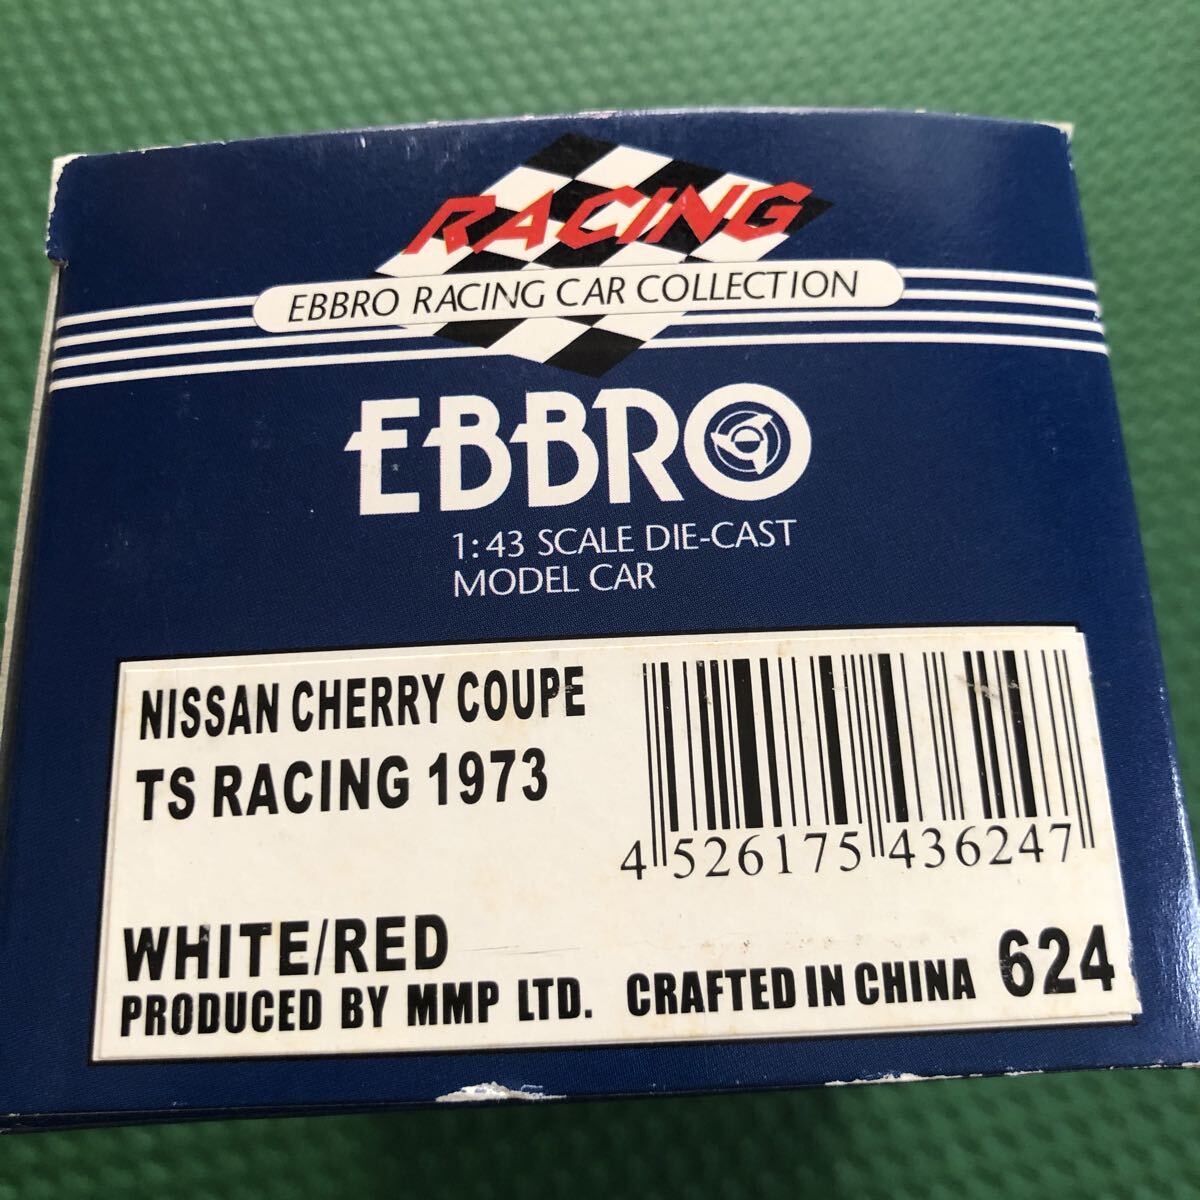 RACING
EBBRO RACING CAR COLLECTION
EBBRO
1:43 SCALE DIE-CAST
MODEL CAR
NISSAN CHERRY COUPE
TS RACING 1973
4 526175 436247
WHITE/RED
PRODUCED BY MMP LTD. CRAFTED IN CHINA 624